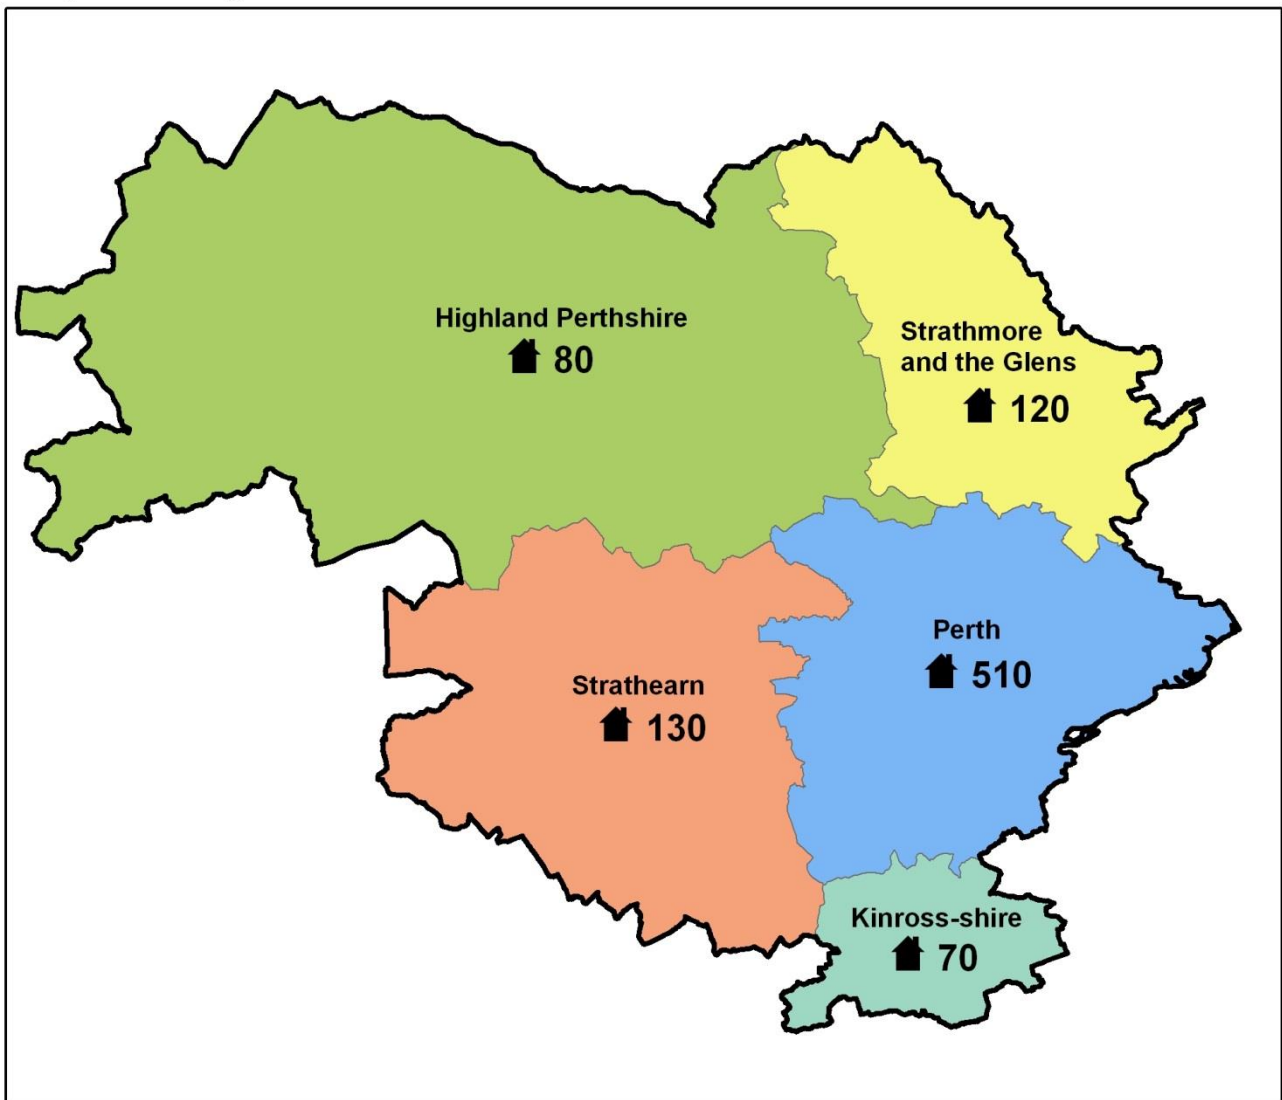 Highland Perthshire
80
Strathmore
and the Glens
120
Perth
510
Strathearn
130
Kinross-shire
70